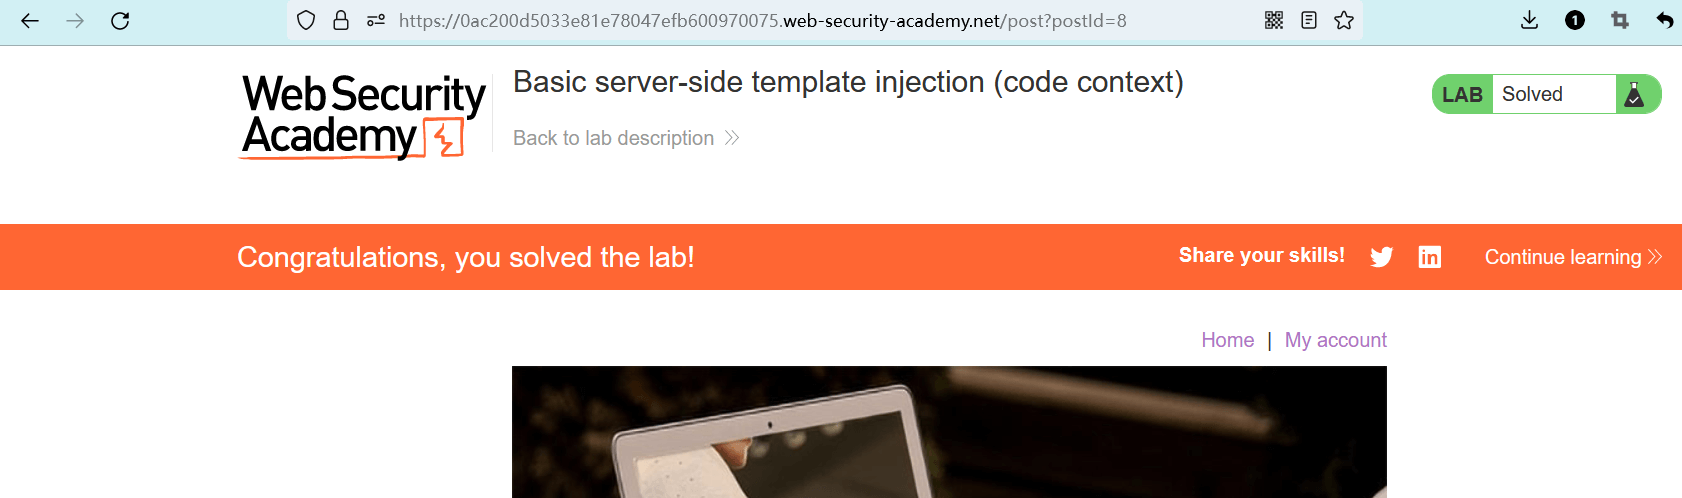 https://0ac200d5033e81e78047efb600970075.web-security-academy.net/post?postId=8
1
Web Security
Academy
Basic server-side template injection (code context)
Back to lab description
LAB Solved
Congratulations, you solved the lab!
Share your skills!
in
Continue learning
Home | My account